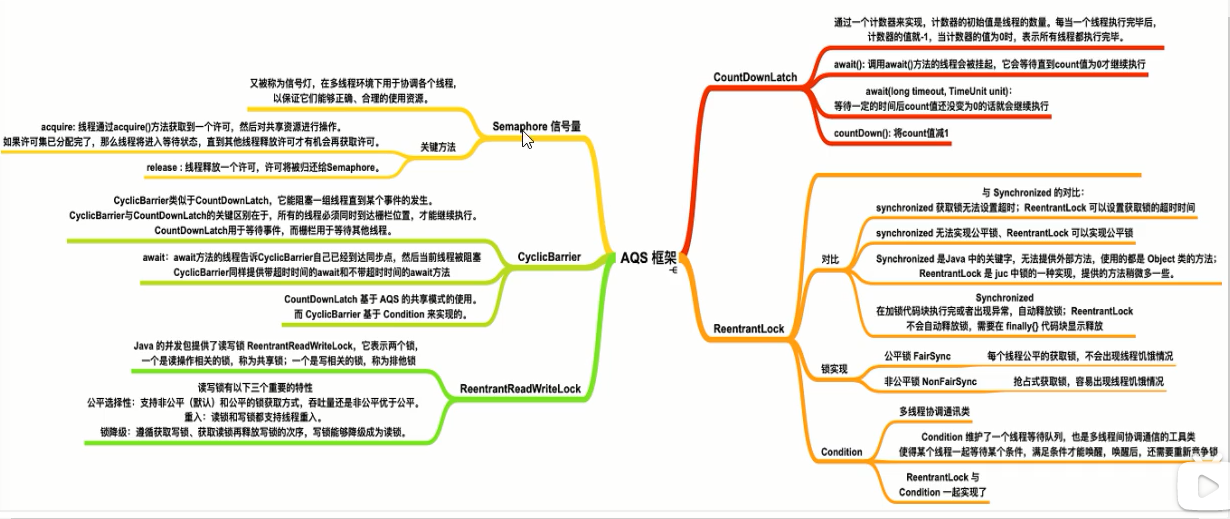 AQS 框架
Semaphore 信号量
又被称为信号灯，在多线程环境下用于协调各个线程，
以保证它们能够正确、合理的使用资源。
关键方法
acquire: 线程通过acquire()方法获取到一个许可，然后对共享资源进行操作。
如果许可集已分配完了，那么线程将进入等待状态，直到其他线程释放许可才有机会再获取许可。
release : 线程释放一个许可，许可将被归还给Semaphore。
CyclicBarrier
CyclicBarrier类似于CountDownLatch，它能阻塞一组线程直到某个事件的发生。
CyclicBarrier与CountDownLatch的关键区别在于，所有的线程必须同时到达栅栏位置，才能继续执行。
CountDownLatch用于等待事件，而栅栏用于等待其他线程。
await：await方法的线程告诉CyclicBarrier自己已经到达同步点，然后当前线程被阻塞
CyclicBarrier同样提供带超时时间的await和不带超时时间的await方法
CountDownLatch 基于 AQS 的共享模式的使用。
而 CyclicBarrier 基于 Condition 来实现的。
ReentrantReadWriteLock
Java 的并发包提供了读写锁 ReentrantReadWriteLock，它表示两个锁，
一个是读操作相关的锁，称为共享锁；一个是写相关的锁，称为排他锁
读写锁有以下三个重要的特性
公平选择性：支持非公平（默认）和公平的锁获取方式，吞吐量还是非公平优于公平。
重入：读锁和写锁都支持线程重入。
锁降级：遵循获取写锁、获取读锁再释放写锁的次序，写锁能够降级成为读锁。
CountDownLatch
通过一个计数器来实现，计数器的初始值是线程的数量。每当一个线程执行完毕后，
计数器的值就-1，当计数器的值为0时，表示所有线程都执行完毕。
await(): 调用await()方法的线程会被挂起，它会等待直到count值为0才继续执行
await(long timeout, TimeUnit unit):
等待一定的时间后count值还没变为0的话就会继续执行
countDown(): 将count值减1
ReentrantLock
对比
与 Synchronized 的对比：
synchronized 获取锁无法设置超时；ReentrantLock 可以设置获取锁的超时时间
synchronized 无法实现公平锁、ReentrantLock 可以实现公平锁
Synchronized 是Java 中的关键字，无法提供外部方法，使用的都是 Object 类的方法；
ReentrantLock 是 juc 中锁的一种实现，提供的方法稍微多一些。
Synchronized
在加锁代码块执行完或者出现异常，自动释放锁；ReentrantLock
不会自动释放锁，需要在 finally{} 代码块显示释放
锁实现
公平锁 FairSync 每个线程公平的获取锁，不会出现线程饥饿情况
非公平锁 NonFairSync 抢占式获取锁，容易出现线程饥饿情况
Condition
多线程协调通讯类
Condition 维护了一个线程等待队列，也是多线程间协调通信的工具类
使得某个线程一起等待某个条件，满足条件才能唤醒，唤醒后，还需要重新竞争锁
ReentrantLock 与
Condition 一起实现了